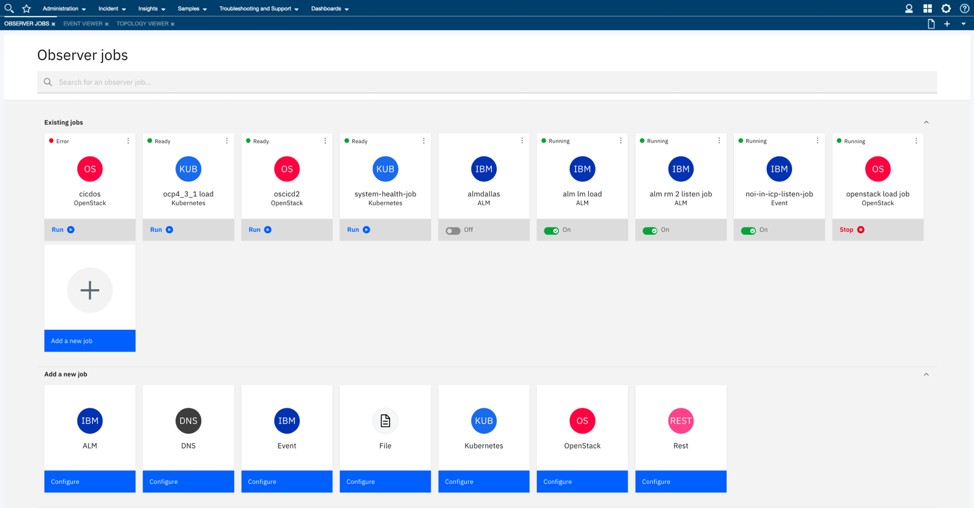 Administration Incident Insights Samples Troubleshooting and Support Dashboards
OBSERVER JOBS EVENT VIEWER TOPOLOGY VIEWER
Observer jobs
Search for an observer job...
Existing jobs
Error Ready Ready Ready Running Running Running Running
OS KUB OS KUB IBM IBM IBM IBM OS
cicdos ocp4_3_1 load oscicd2 system-health-job almdallas alm lm load alm rm 2 listen job noi-in-icp-listen-job openstack load job
OpenStack Kubernetes OpenStack Kubernetes ALM ALM ALM Event OpenStack
Run Run Run Run Off On On On Stop
Add a new job
Add a new job
IBM DNS IBM KUB OS REST
ALM DNS Event File Kubernetes OpenStack Rest
Configure Configure Configure Configure Configure Configure Configure